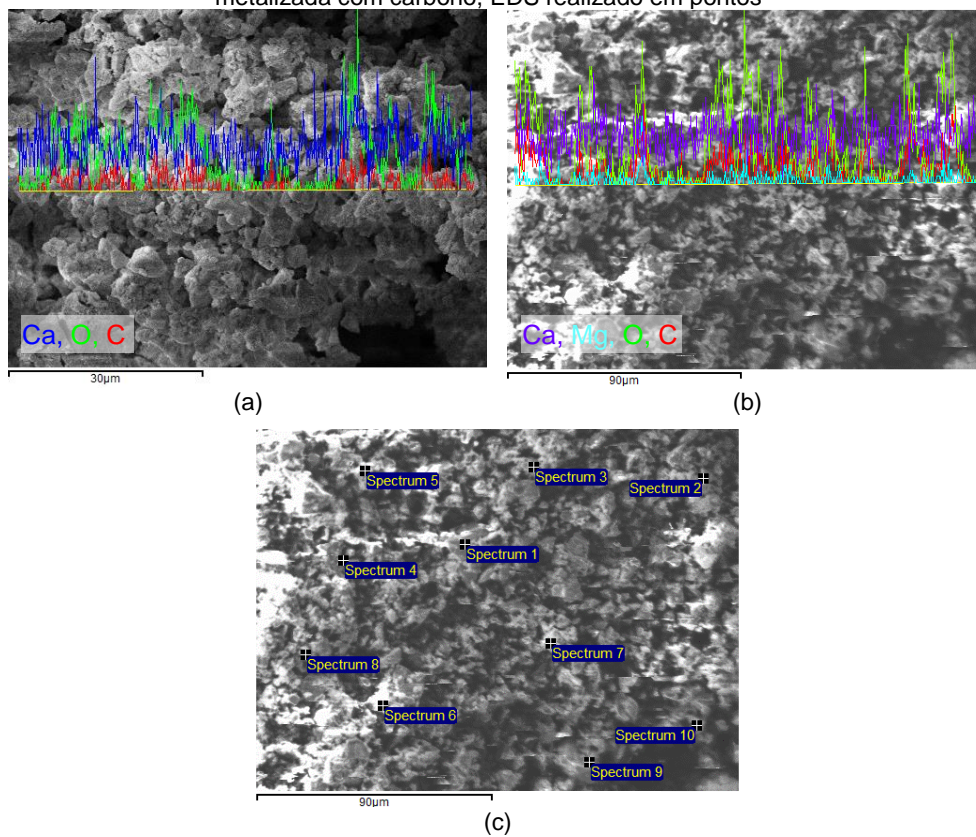 metalizada com carbono, EDS realizado em pontos
Ca, O, C
Ca, Mg, O, C
30µm
90µm
(a)
(b)
Spectrum 5
Spectrum 3
Spectrum 2
Spectrum 1
Spectrum 4
Spectrum 7
Spectrum 8
Spectrum 6
Spectrum 10
Spectrum 9
90µm
(c)